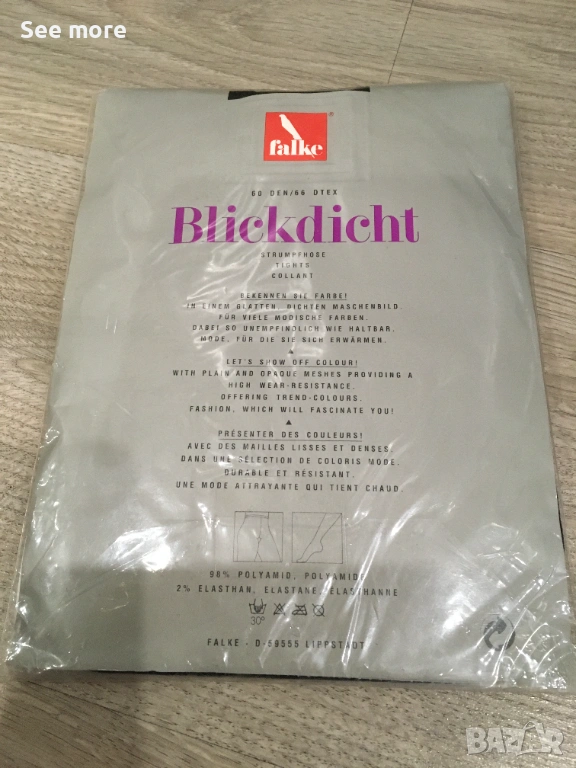 See more
falke
60 DEN/66 DTEX
Blickdicht
STRUMPFHOSE
TIGHTS
COLLANT
BEKENNEN SIE FARBE!
IN EINEM GLATTEN, DICHTEN MASCHENBILD.
FÜR VIELE MODISCHE FARBEN.
DABEI SO UNEMPFINDLICH WIE HALTBAR.
MODE, FÜR DIE SIE SICH ERWÄRMEN.
LET'S SHOW OFF COLOUR!
WITH PLAIN AND OPAQUE MESHES PROVIDING A
HIGH WEAR-RESISTANCE.
OFFERING TREND-COLOURS.
FASHION, WHICH WILL FASCINATE YOU!
PRÉSENTER DES COULEURS!
AVEC DES MAILLES LISSES ET DENSES.
DANS UNE SÉLECTION DE COLORIS MODE.
DURABLE ET RÉSISTANT.
UNE MODE ATTRAYANTE QUI TIENT CHAUD.
98% POLYAMID, POLYAMIDE
2% ELASTHAN, ELASTANE, ELASTHANNE
30°
FALKE - D-59555 LIPPSTADT
BAZAR